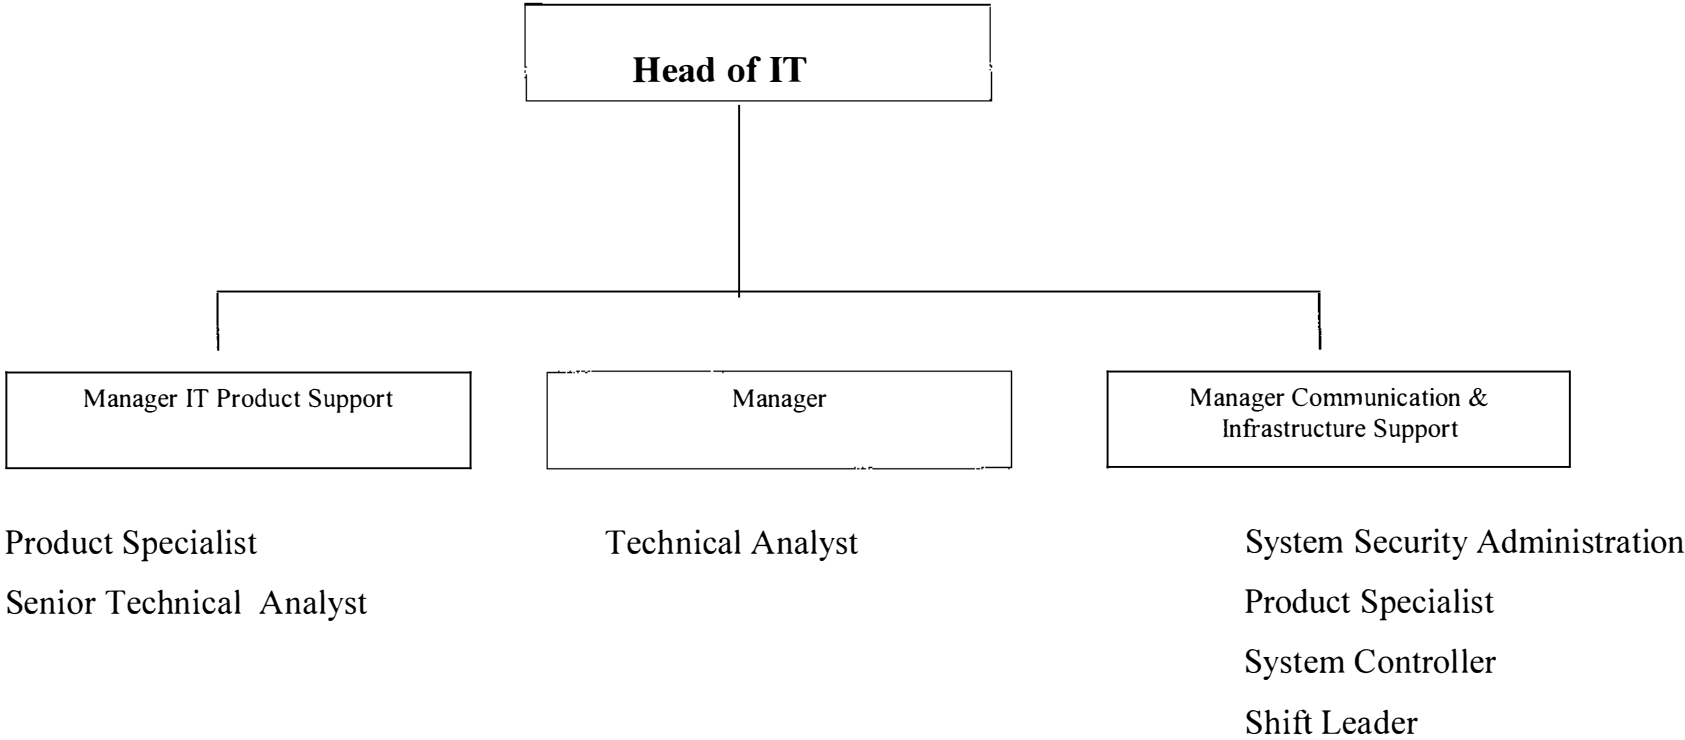 Head of IT
Manager IT Product Support
Manager
Manager Communication &
Infrastructure Support
Product Specialist
Senior Technical Analyst
Technical Analyst
System Security Administration
Product Specialist
System Controller
Shift Leader